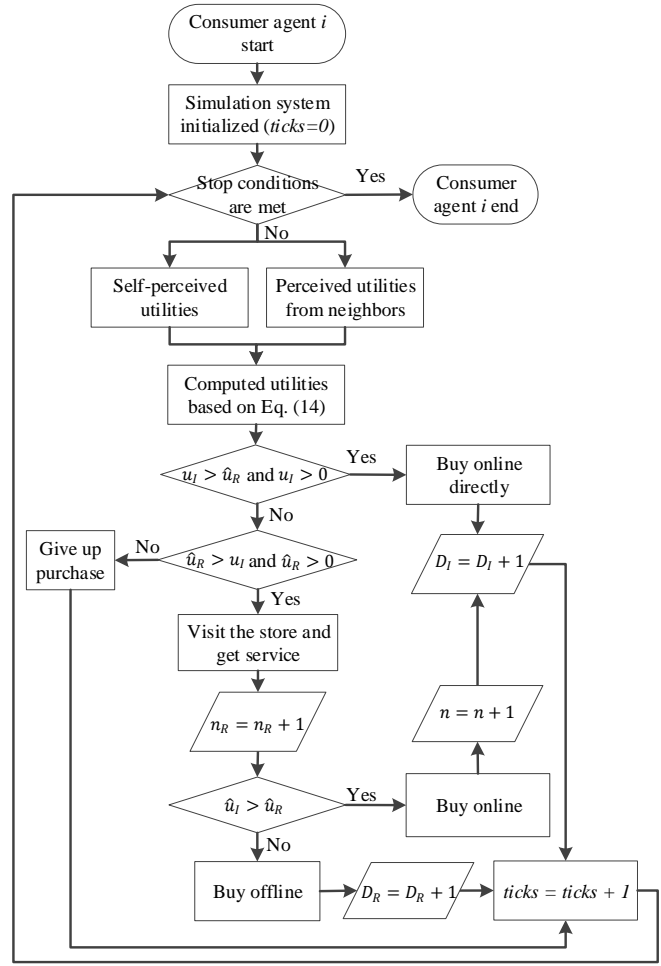 Consumer agent i
start
Simulation system
initialized (ticks=0)
Stop conditions
are met
Yes
Consumer
agent i end
No
Self-perceived
utilities
Perceived utilities
from neighbors
Computed utilities
based on Eq. (14)
u_I > û_R and u_I > 0
Yes
Buy online
directly
No
Give up
purchase
No
û_R > u_I and û_R > 0
D_I = D_I + 1
Yes
Visit the store and
get service
n_R = n_R + 1
n = n + 1
û_I > û_R
Yes
Buy online
No
Buy offline
D_R = D_R + 1
ticks = ticks + 1